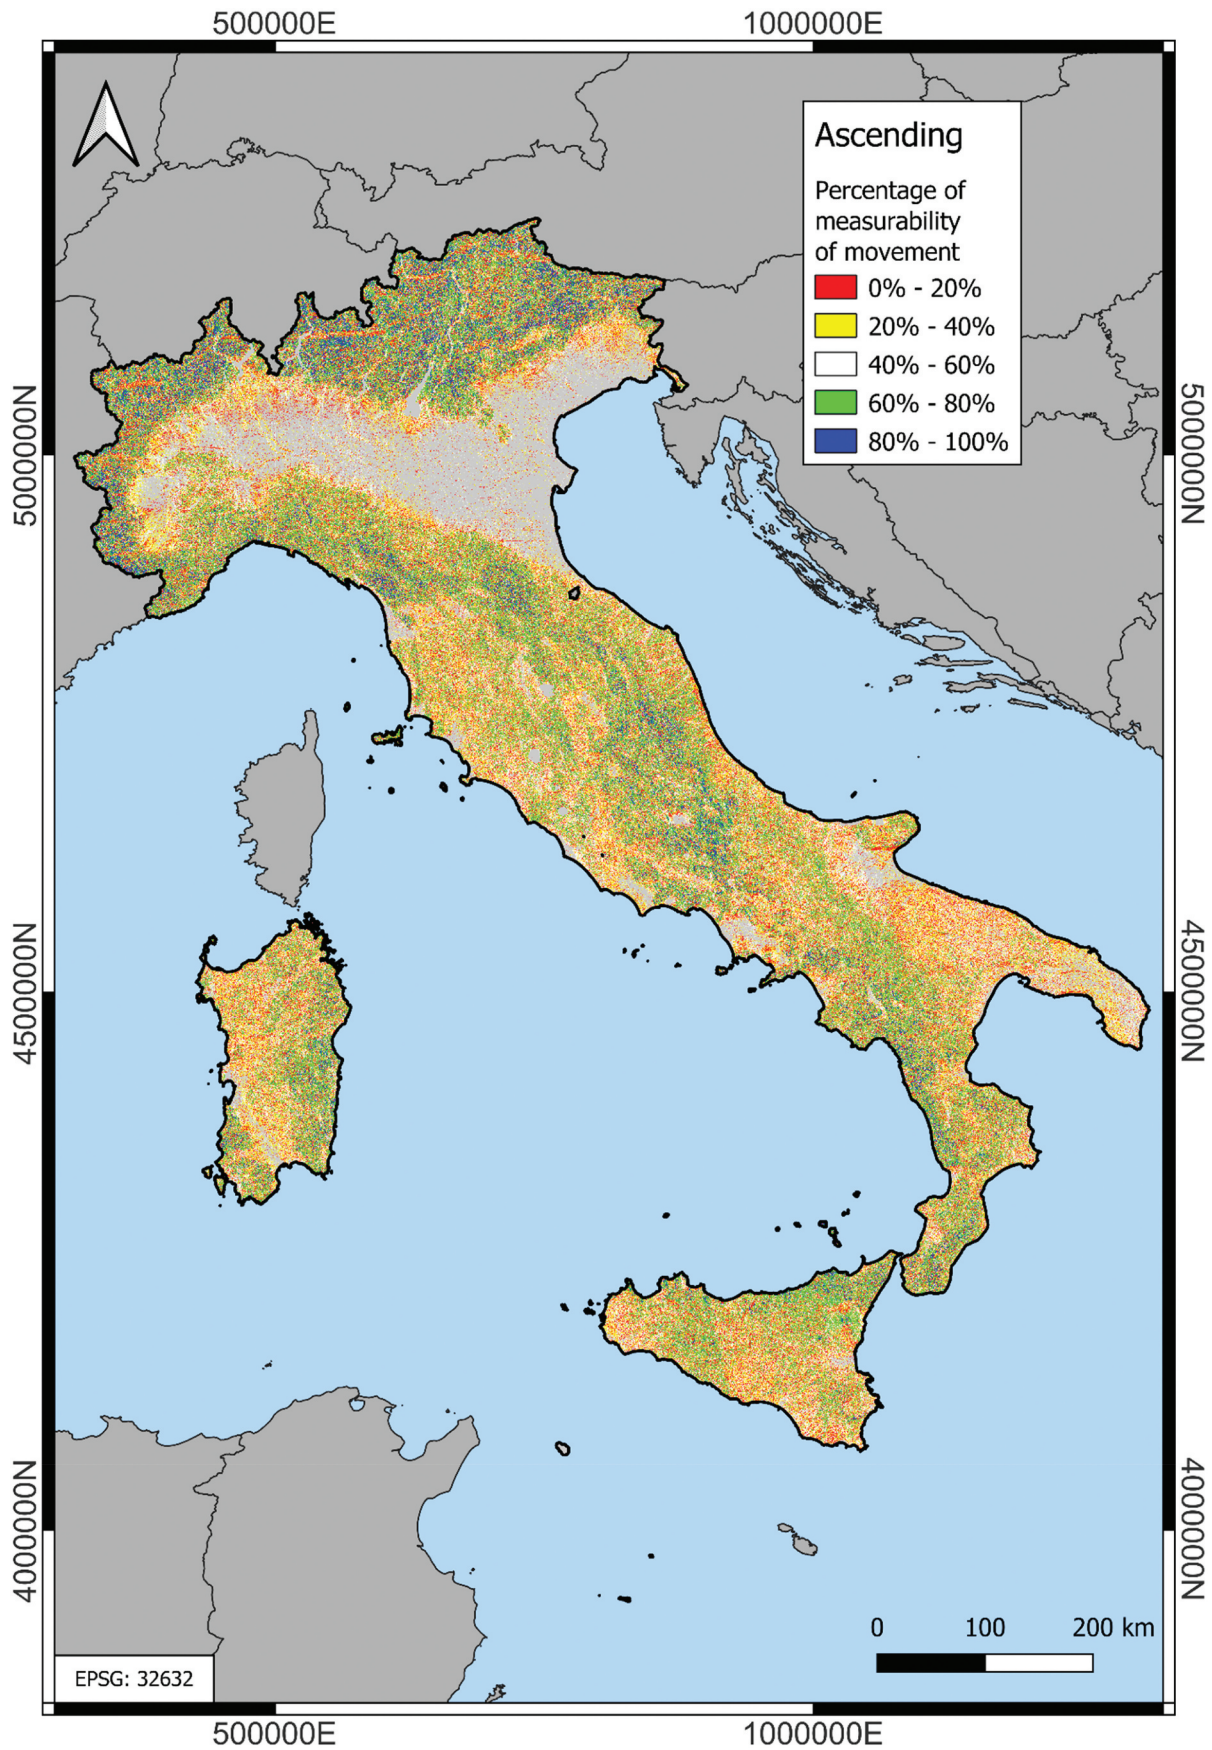 500000E
1000000E
Ascending
Percentage of
measurability
of movement
0% - 20%
20% - 40%
40% - 60%
60% - 80%
80% - 100%
5000000N
5000000N
4500000N
4500000N
4000000N
4000000N
0
100
200 km
EPSG: 32632
500000E
1000000E